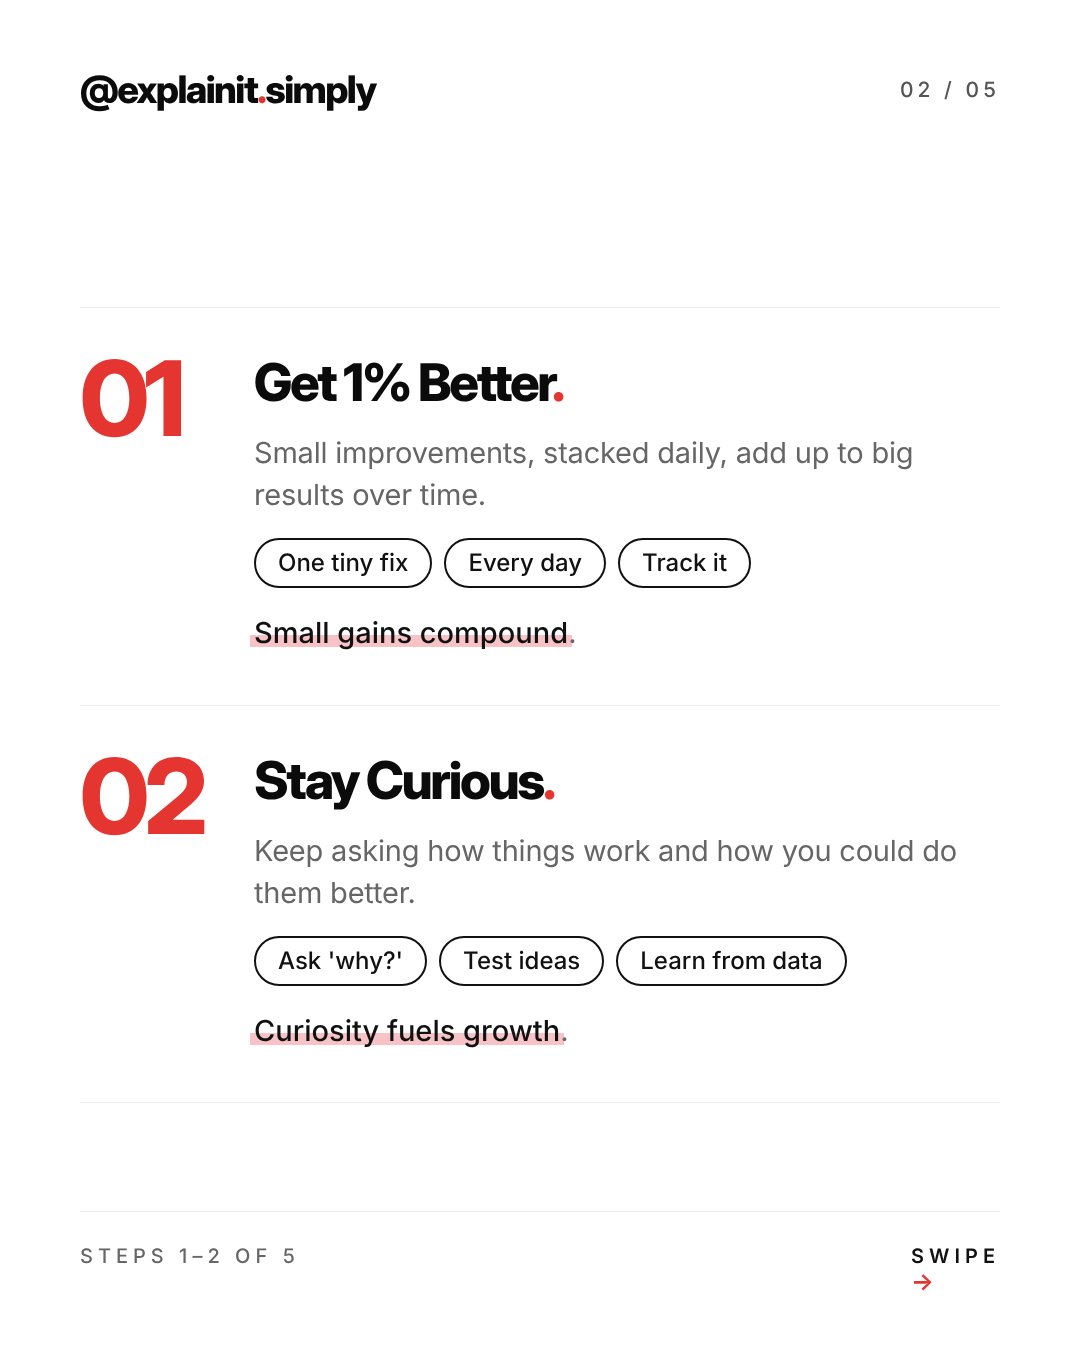 @explainit.simply
02 / 05
01
Get 1% Better.
Small improvements, stacked daily, add up to big
results over time.
One tiny fix
Every day
Track it
Small gains compound.
02
Stay Curious.
Keep asking how things work and how you could do
them better.
Ask 'why?'
Test ideas
Learn from data
Curiosity fuels growth.
STEPS 1–2 OF 5
SWIPE
→